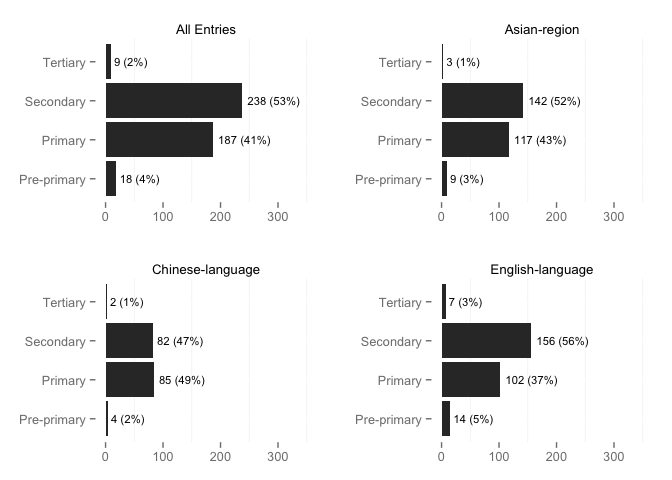 All Entries
Tertiary 9 (2%)
Secondary 238 (53%)
Primary 187 (41%)
Pre-primary 18 (4%)
0 100 200 300
Asian-region
Tertiary 3 (1%)
Secondary 142 (52%)
Primary 117 (43%)
Pre-primary 9 (3%)
0 100 200 300
Chinese-language
Tertiary 2 (1%)
Secondary 82 (47%)
Primary 85 (49%)
Pre-primary 4 (2%)
0 100 200 300
English-language
Tertiary 7 (3%)
Secondary 156 (56%)
Primary 102 (37%)
Pre-primary 14 (5%)
0 100 200 300